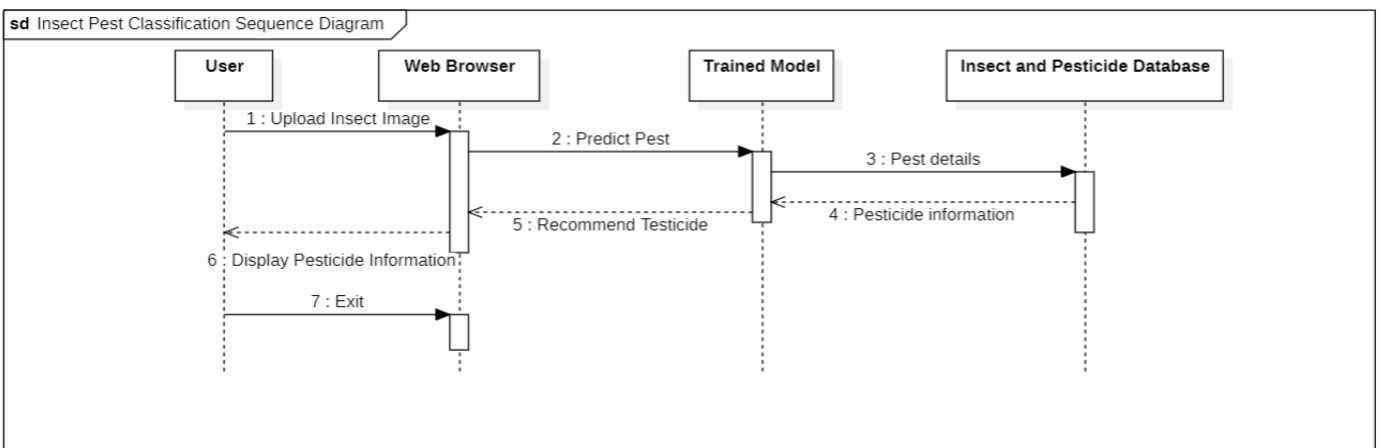 sd Insect Pest Classification Sequence Diagram
User
Web Browser
Trained Model
Insect and Pesticide Database
1 : Upload Insect Image
2 : Predict Pest
3 : Pest details
4 : Pesticide information
5 : Recommend Testicide
6 : Display Pesticide Information
7 : Exit